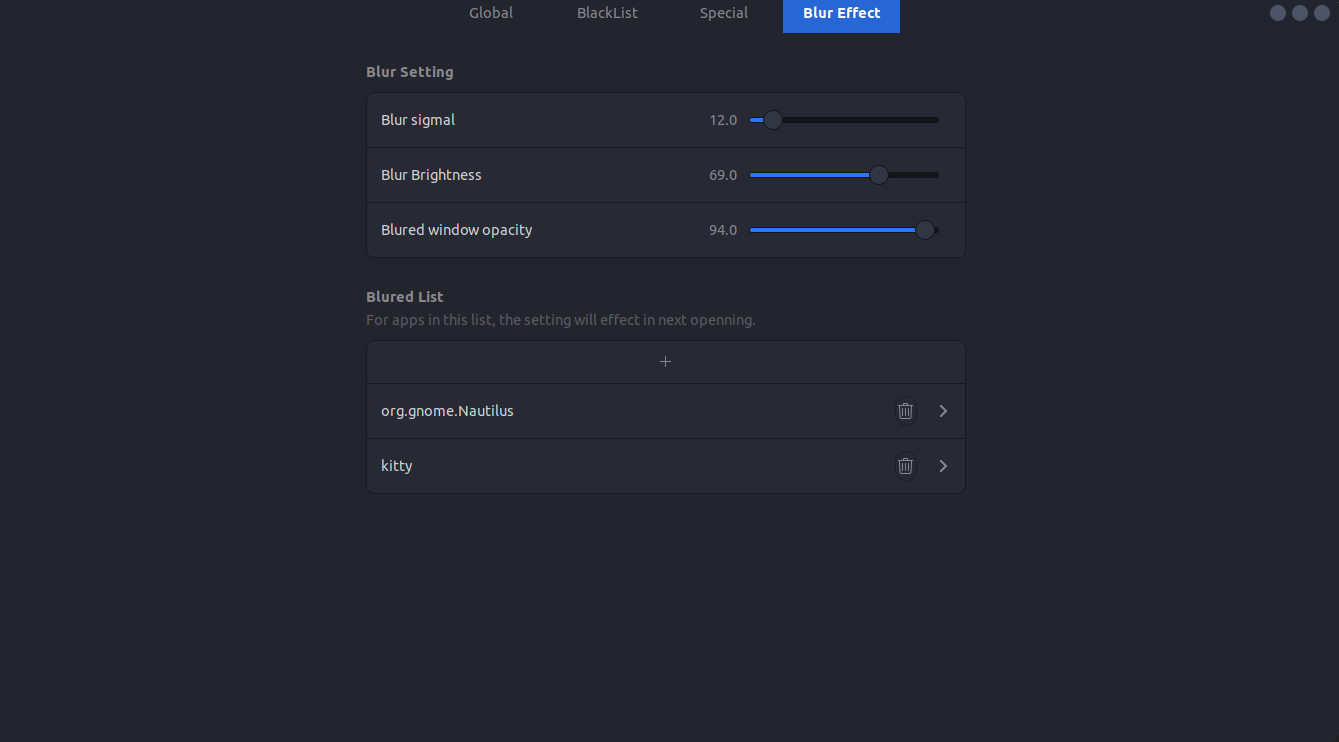 Global BlackList Special Blur Effect
Blur Setting
Blur sigmal 12.0
Blur Brightness 69.0
Blured window opacity 94.0
Blured List
For apps in this list, the setting will effect in next openning.
org.gnome.Nautilus
kitty